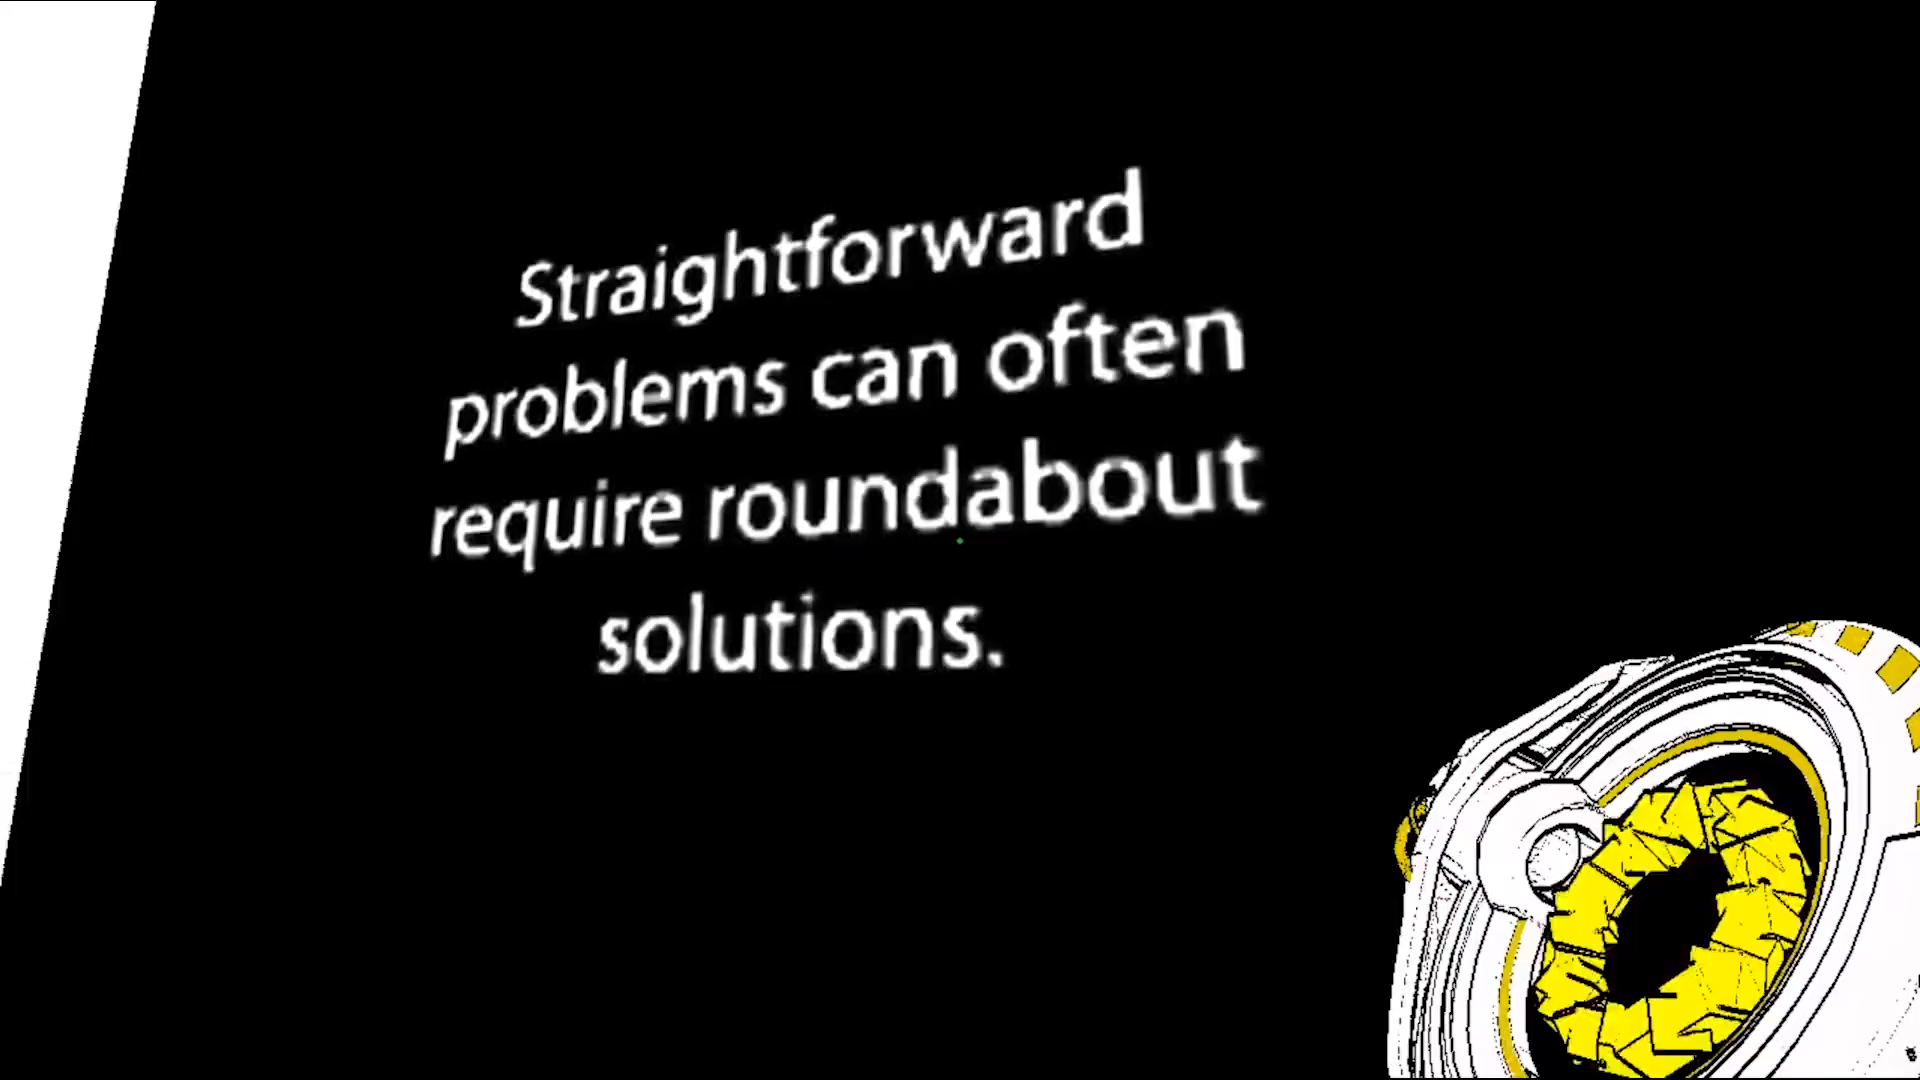 Straightforward
problems can often
require roundabout
solutions.